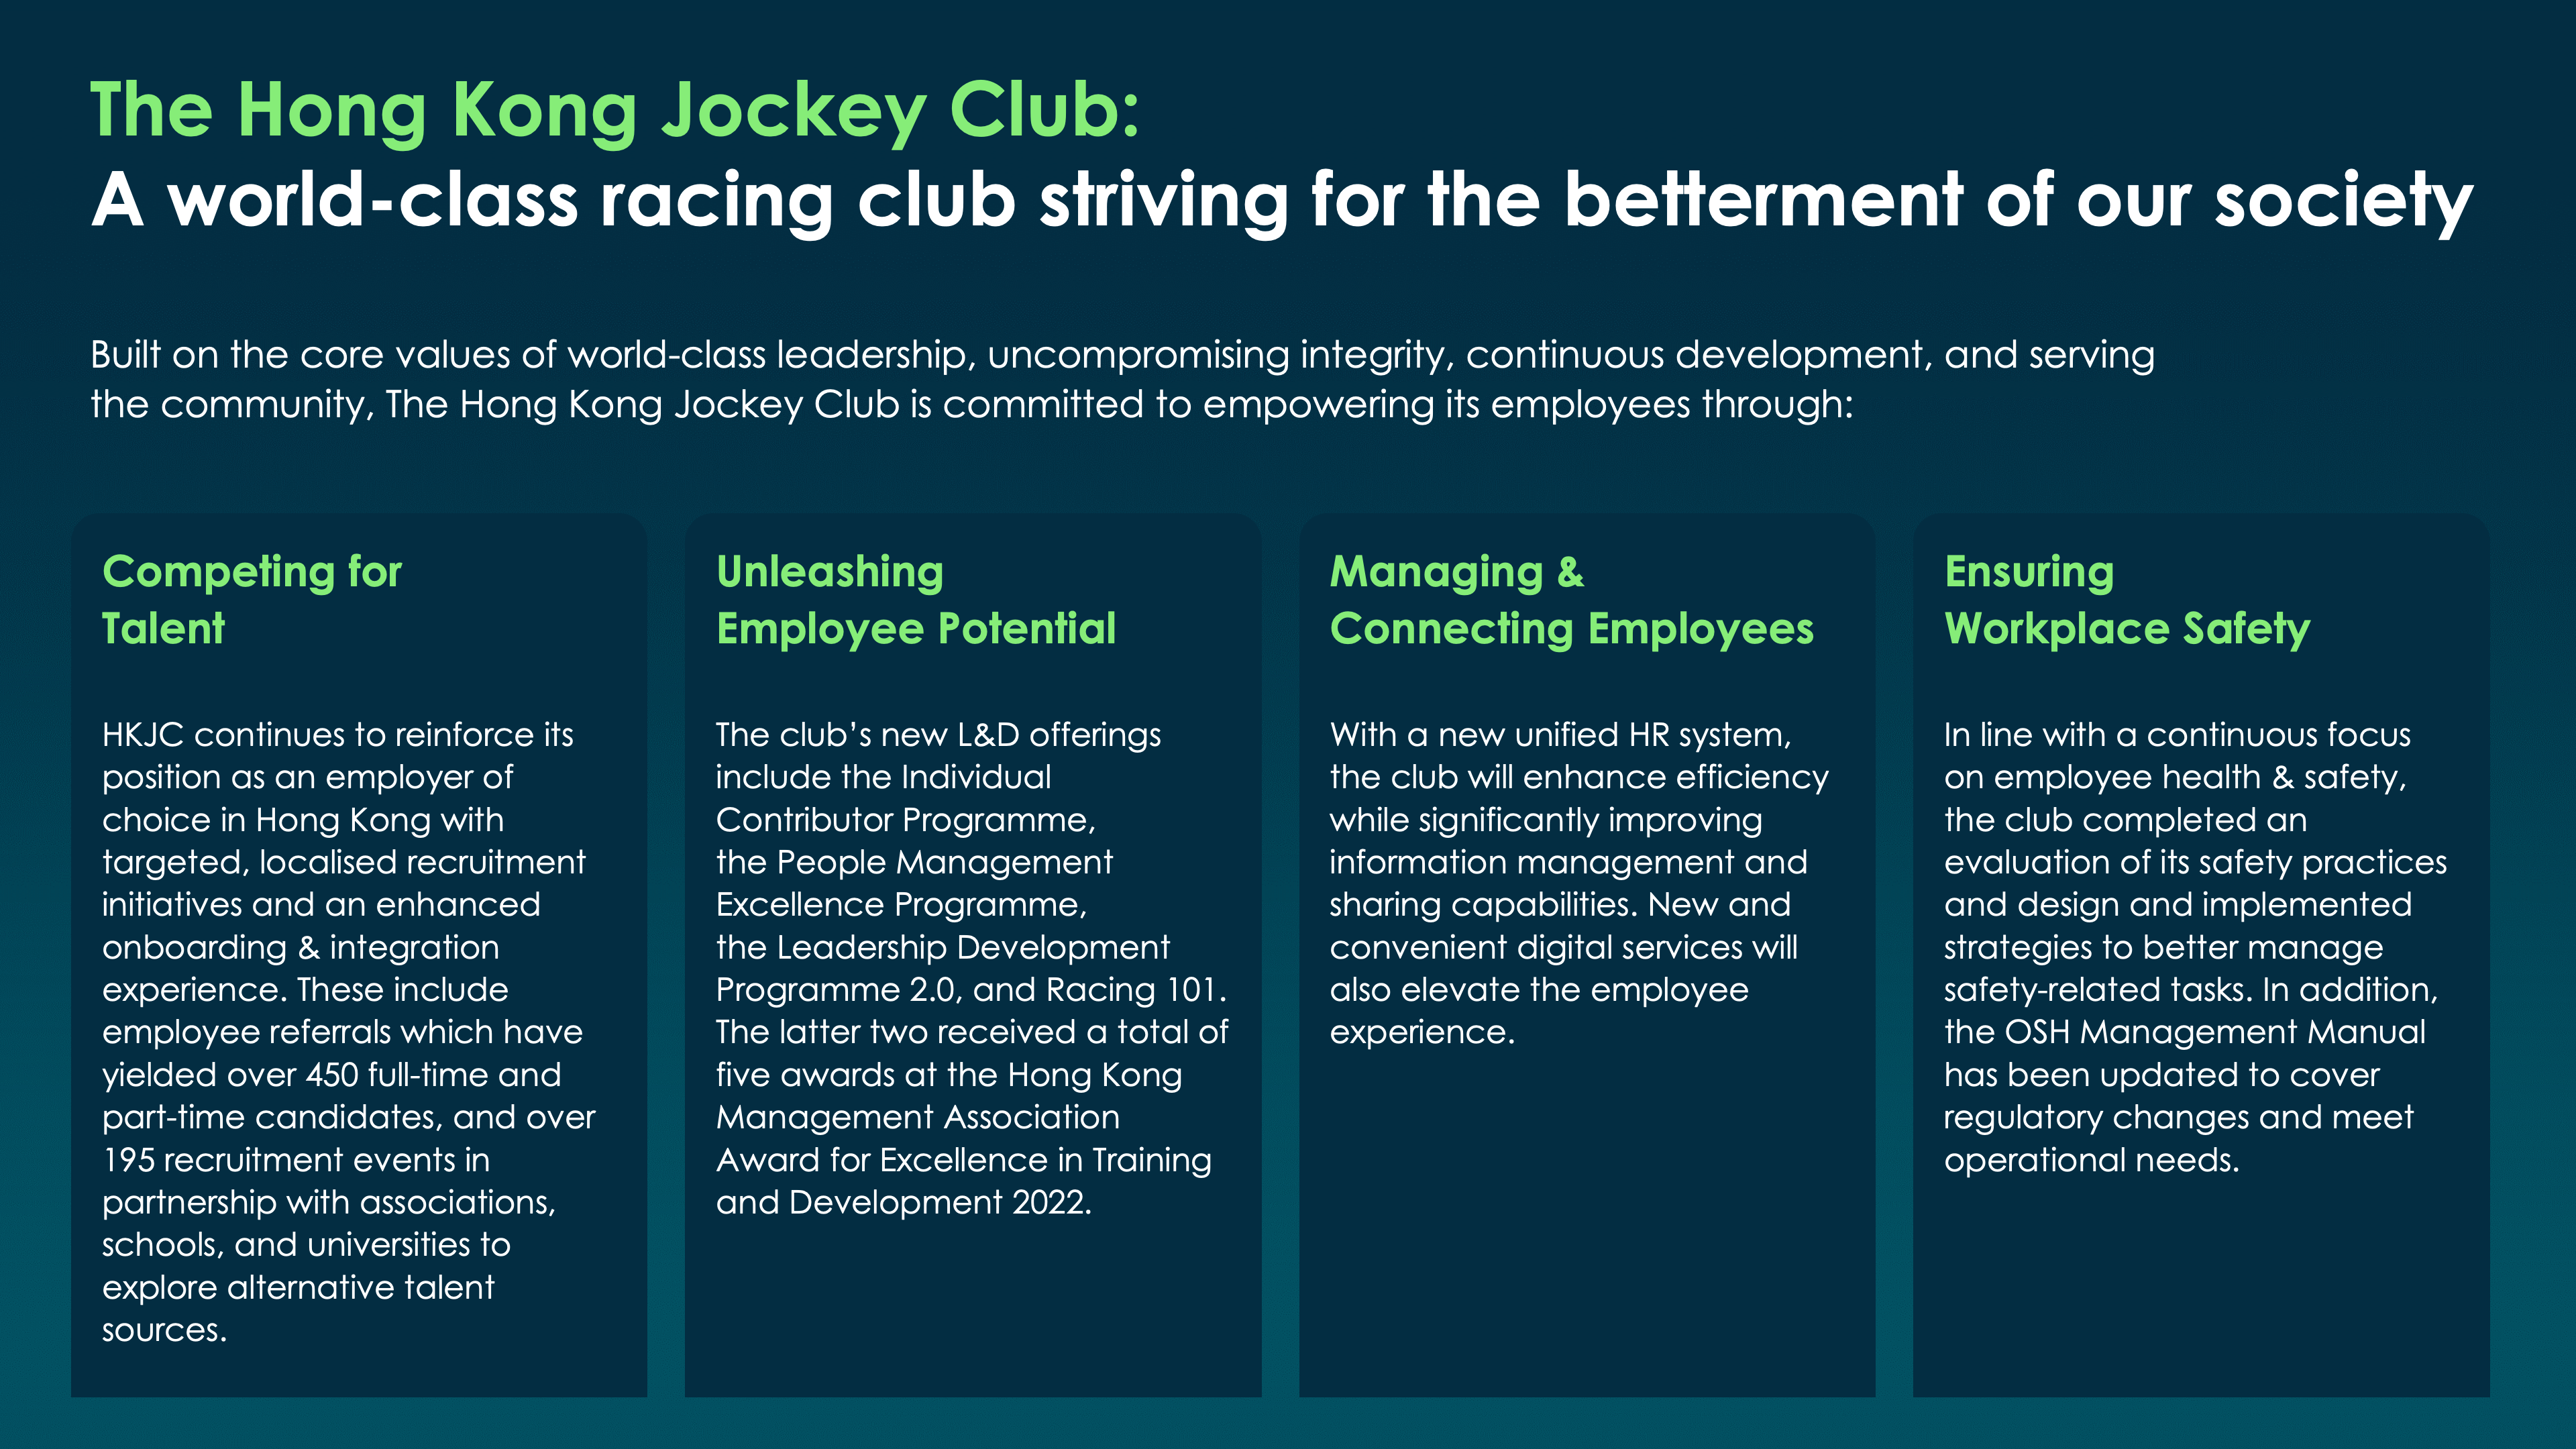 The Hong Kong Jockey Club:
A world-class racing club striving for the betterment of our society
Built on the core values of world-class leadership, uncompromising integrity, continuous development, and serving
the community, The Hong Kong Jockey Club is committed to empowering its employees through:
Competing for
Talent
HKJC continues to reinforce its
position as an employer of
choice in Hong Kong with
targeted, localised recruitment
initiatives and an enhanced
onboarding & integration
experience. These include
employee referrals which have
yielded over 450 full-time and
part-time candidates, and over
195 recruitment events in
partnership with associations,
schools, and universities to
explore alternative talent
sources.
Unleashing
Employee Potential
The club’s new L&D offerings
include the Individual
Contributor Programme,
the People Management
Excellence Programme,
the Leadership Development
Programme 2.0, and Racing 101.
The latter two received a total of
five awards at the Hong Kong
Management Association
Award for Excellence in Training
and Development 2022.
Managing &
Connecting Employees
With a new unified HR system,
the club will enhance efficiency
while significantly improving
information management and
sharing capabilities. New and
convenient digital services will
also elevate the employee
experience.
Ensuring
Workplace Safety
In line with a continuous focus
on employee health & safety,
the club completed an
evaluation of its safety practices
and design and implemented
strategies to better manage
safety-related tasks. In addition,
the OSH Management Manual
has been updated to cover
regulatory changes and meet
operational needs.